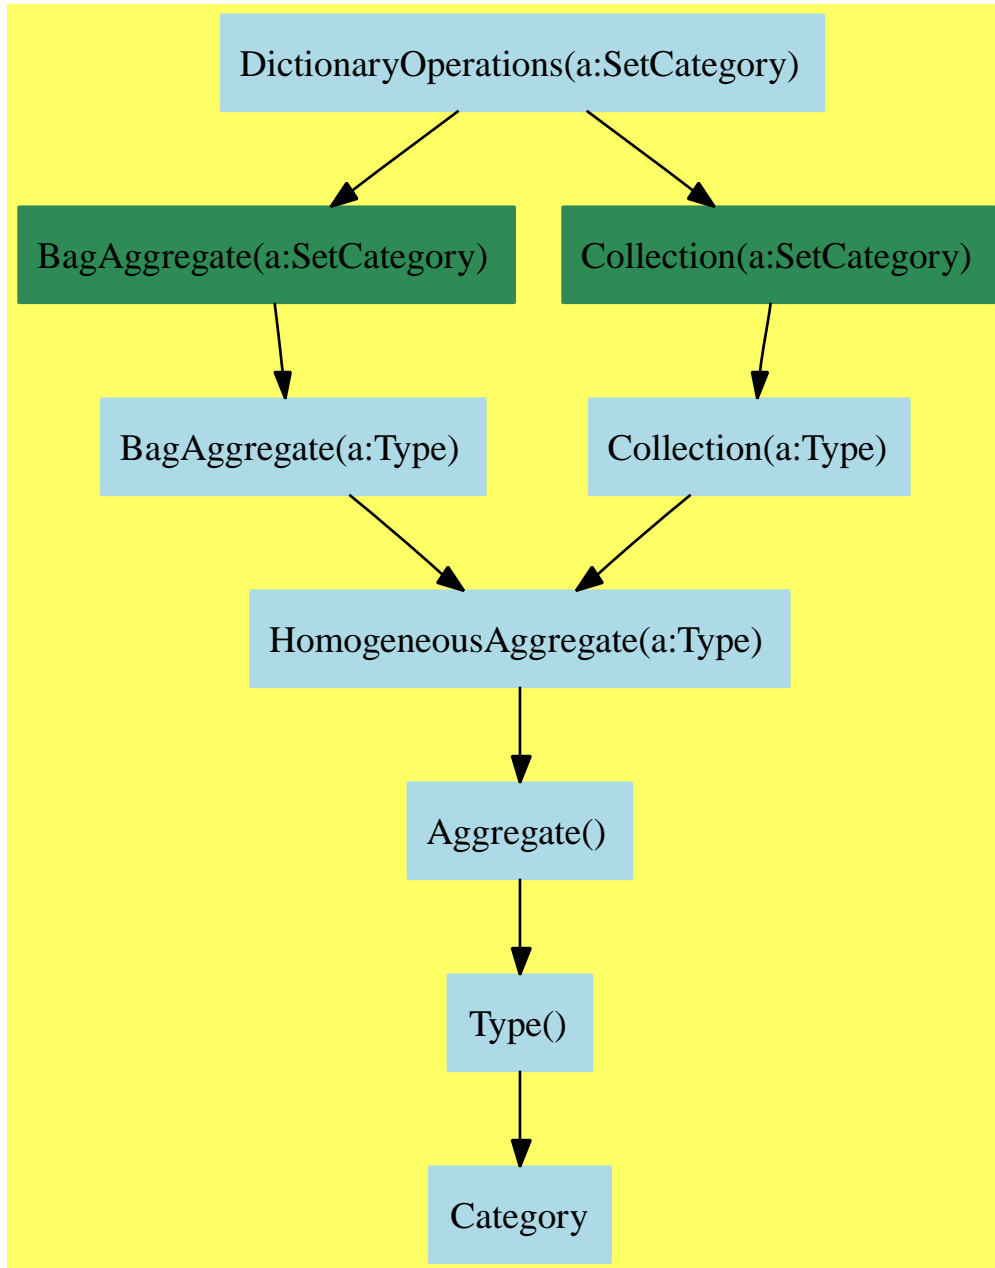 DictionaryOperations(a:SetCategory)
BagAggregate(a:SetCategory)
Collection(a:SetCategory)
BagAggregate(a:Type)
Collection(a:Type)
HomogeneousAggregate(a:Type)
Aggregate()
Type()
Category